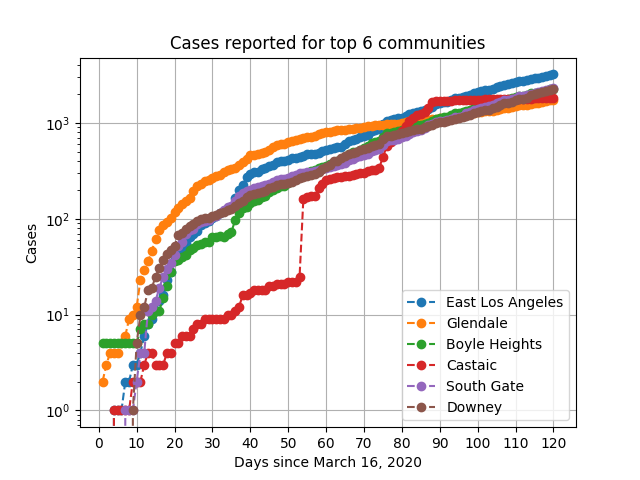 Cases reported for top 6 communities
Cases
10³
10²
10¹
10⁰
East Los Angeles
Glendale
Boyle Heights
Castaic
South Gate
Downey
0 10 20 30 40 50 60 70 80 90 100 110 120
Days since March 16, 2020